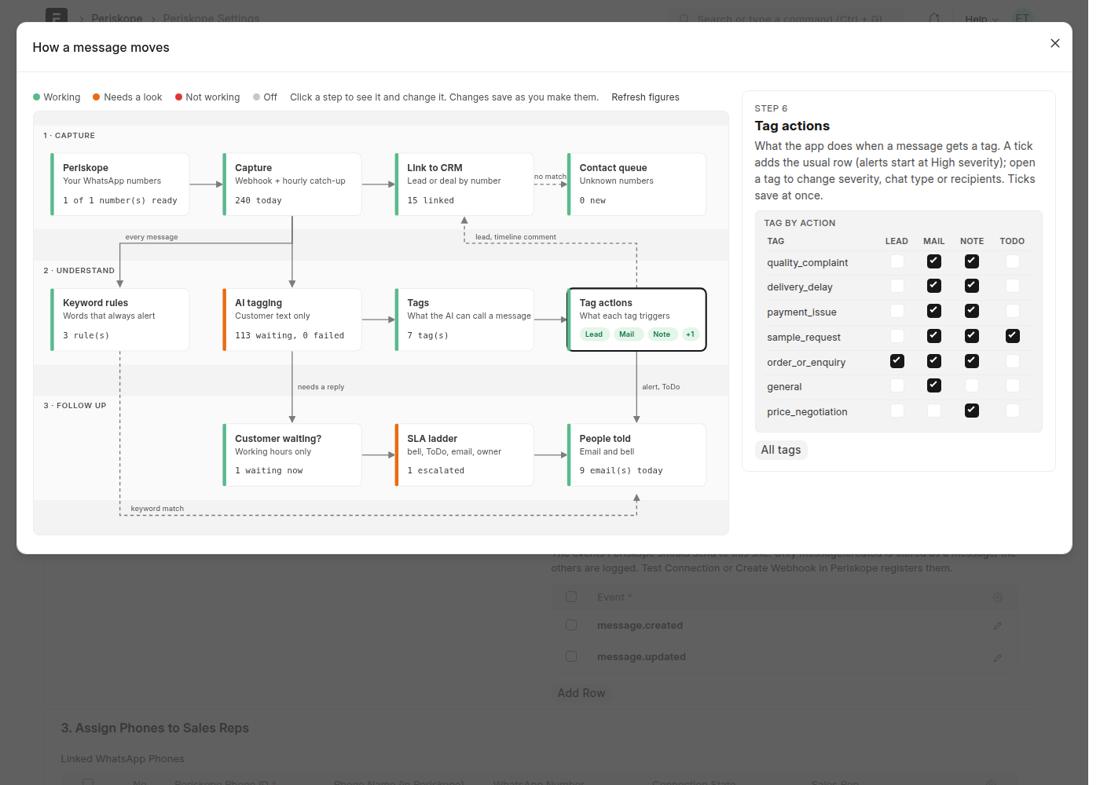 Periskope
Periskope Settings
Search or type a command (Ctrl + G)
Help
ET
How a message moves
Working
Needs a look
Not working
Off
Click a step to see it and change it. Changes save as you make them.
Refresh figures
1 · CAPTURE
Periskope
Your WhatsApp numbers
1 of 1 number(s) ready
Capture
Webhook + hourly catch-up
240 today
Link to CRM
Lead or deal by number
15 linked
no match
Contact queue
Unknown numbers
0 new
every message
lead, timeline comment
2 · UNDERSTAND
Keyword rules
Words that always alert
3 rule(s)
AI tagging
Customer text only
113 waiting, 0 failed
Tags
What the AI can call a message
7 tag(s)
Tag actions
What each tag triggers
Lead Mail Note +1
needs a reply
alert, ToDo
3 · FOLLOW UP
Customer waiting?
Working hours only
1 waiting now
SLA ladder
bell, ToDo, email, owner
1 escalated
People told
Email and bell
9 email(s) today
keyword match
STEP 6
Tag actions
What the app does when a message gets a tag. A tick
adds the usual row (alerts start at High severity); open
a tag to change severity, chat type or recipients. Ticks
save at once.
TAG BY ACTION
TAG LEAD MAIL NOTE TODO
quality_complaint
delivery_delay
payment_issue
sample_request
order_or_enquiry
general
price_negotiation
All tags
others are logged. Test Connection or Create Webhook in Periskope registers them.
Event *
message.created
message.updated
Add Row
3. Assign Phones to Sales Reps
Linked WhatsApp Phones
No.
Periskope Phone ID *
Phone Name (in Periskope)
WhatsApp Number
Connection State
Sales Rep